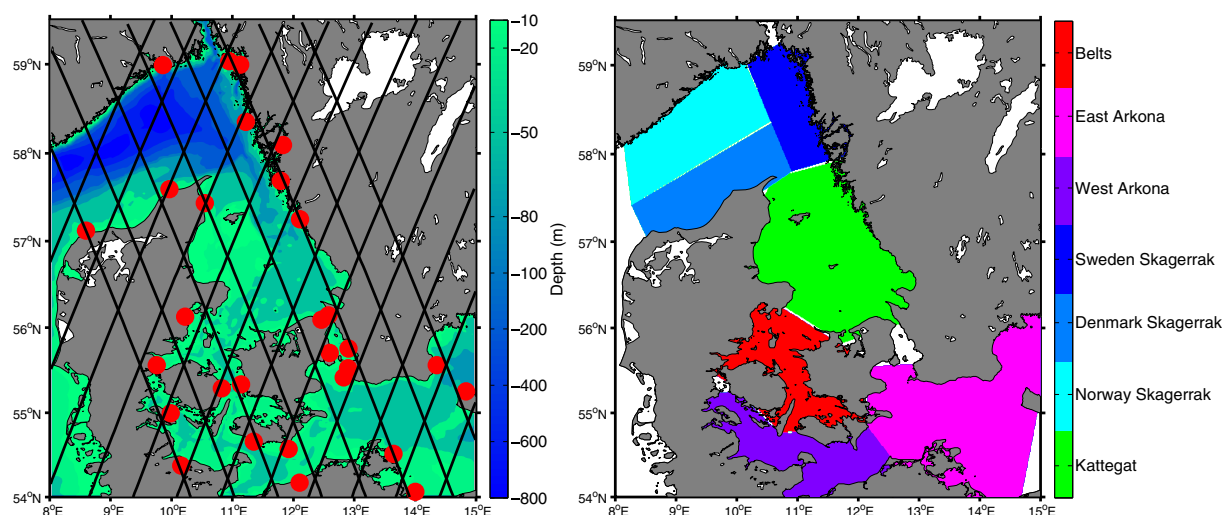 59°N
58°N
57°N
56°N
55°N
54°N
8°E
9°E
10°E
11°E
12°E
13°E
14°E
15°E
−10
−20
−50
−80
−100
−200
−400
−600
−800
Depth (m)
59°N
58°N
57°N
56°N
55°N
54°N
8°E
9°E
10°E
11°E
12°E
13°E
14°E
15°E
Belts
East Arkona
West Arkona
Sweden Skagerrak
Denmark Skagerrak
Norway Skagerrak
Kattegat